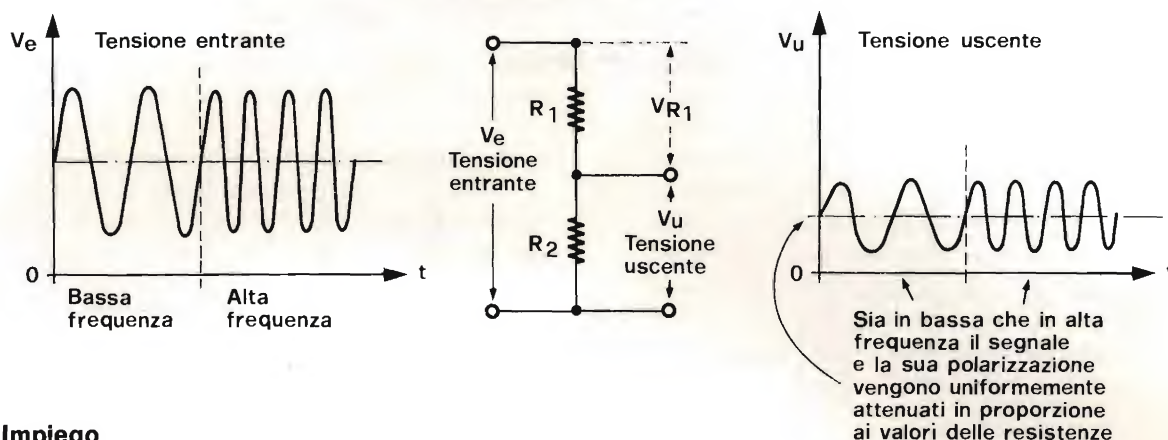 Ve
Tensione entrante
0
t
Bassa
frequenza
Alta
frequenza
R1
VR1
Ve
Tensione
entrante
R2
Vu
Tensione
uscente
Vu
Tensione uscente
0
Sia in bassa che in alta
frequenza il segnale
e la sua polarizzazione
vengono uniformemente
attenuati in proporzione
ai valori delle resistenze
Impiego